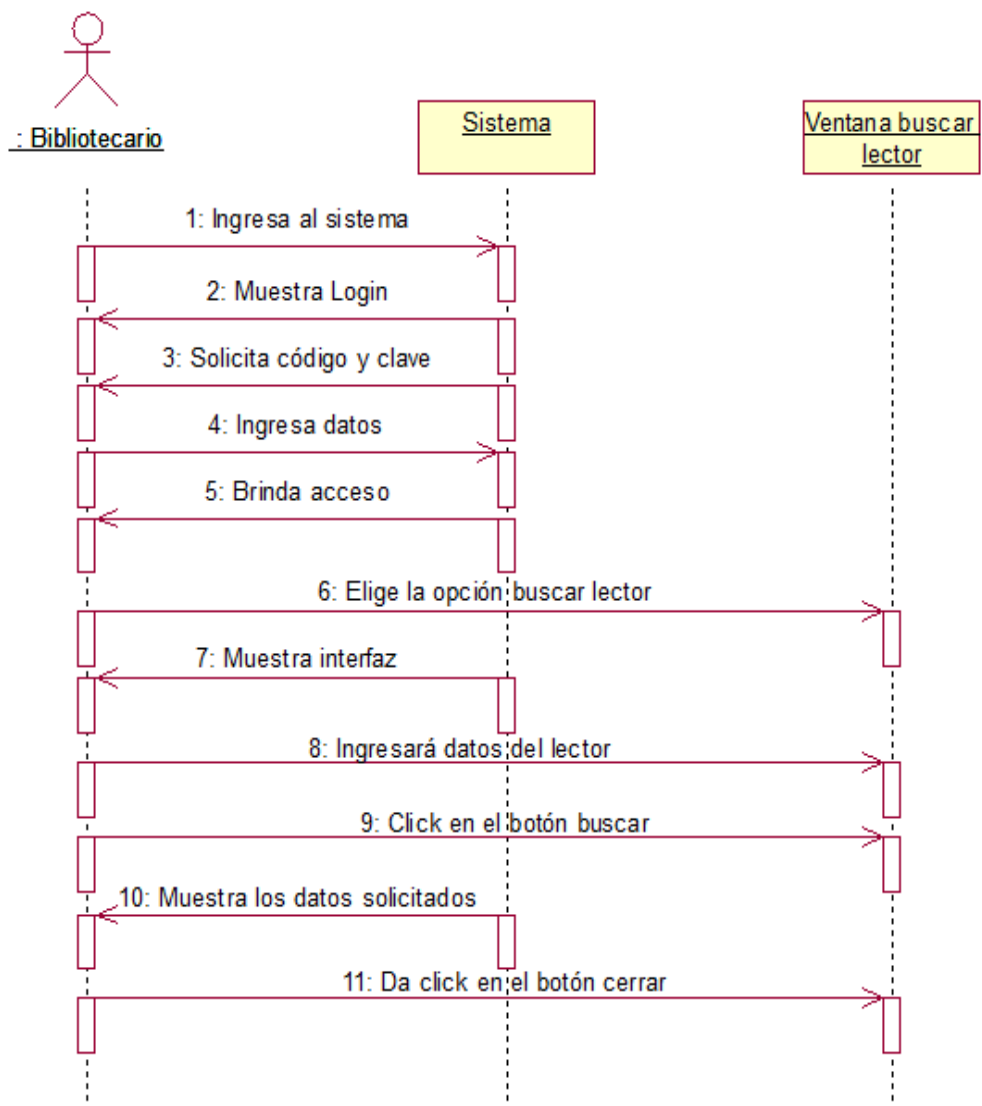 : Bibliotecario
Sistema
Ventana buscar
lector
1: Ingresa al sistema
2: Muestra Login
3: Solicita código y clave
4: Ingresa datos
5: Brinda acceso
6: Elige la opción buscar lector
7: Muestra interfaz
8: Ingresará datos del lector
9: Click en el botón buscar
10: Muestra los datos solicitados
11: Da click en el botón cerrar